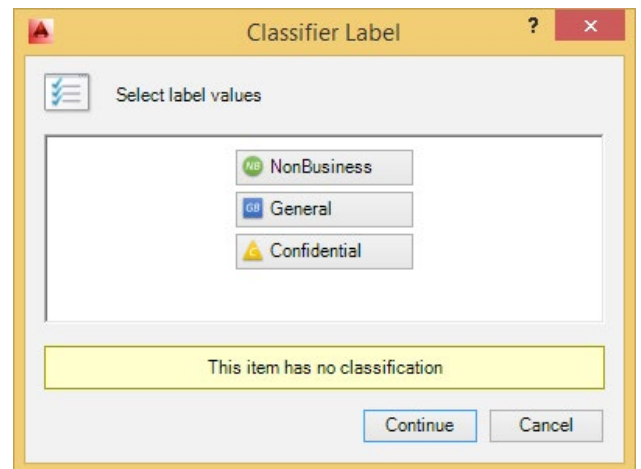 Classifier Label ?
Select label values
NB NonBusiness
GB General
Confidential
This item has no classification
Continue Cancel